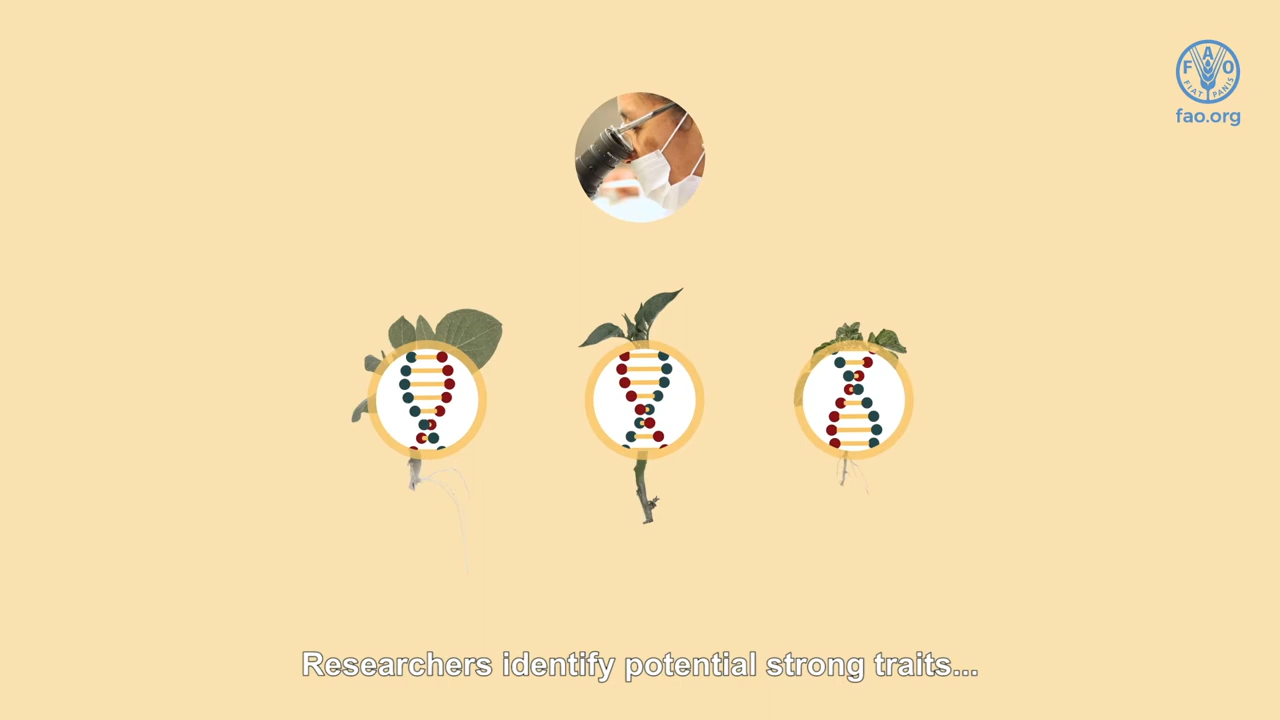 F A O
FIAT PANIS
fao.org
Researchers identify potential strong traits...